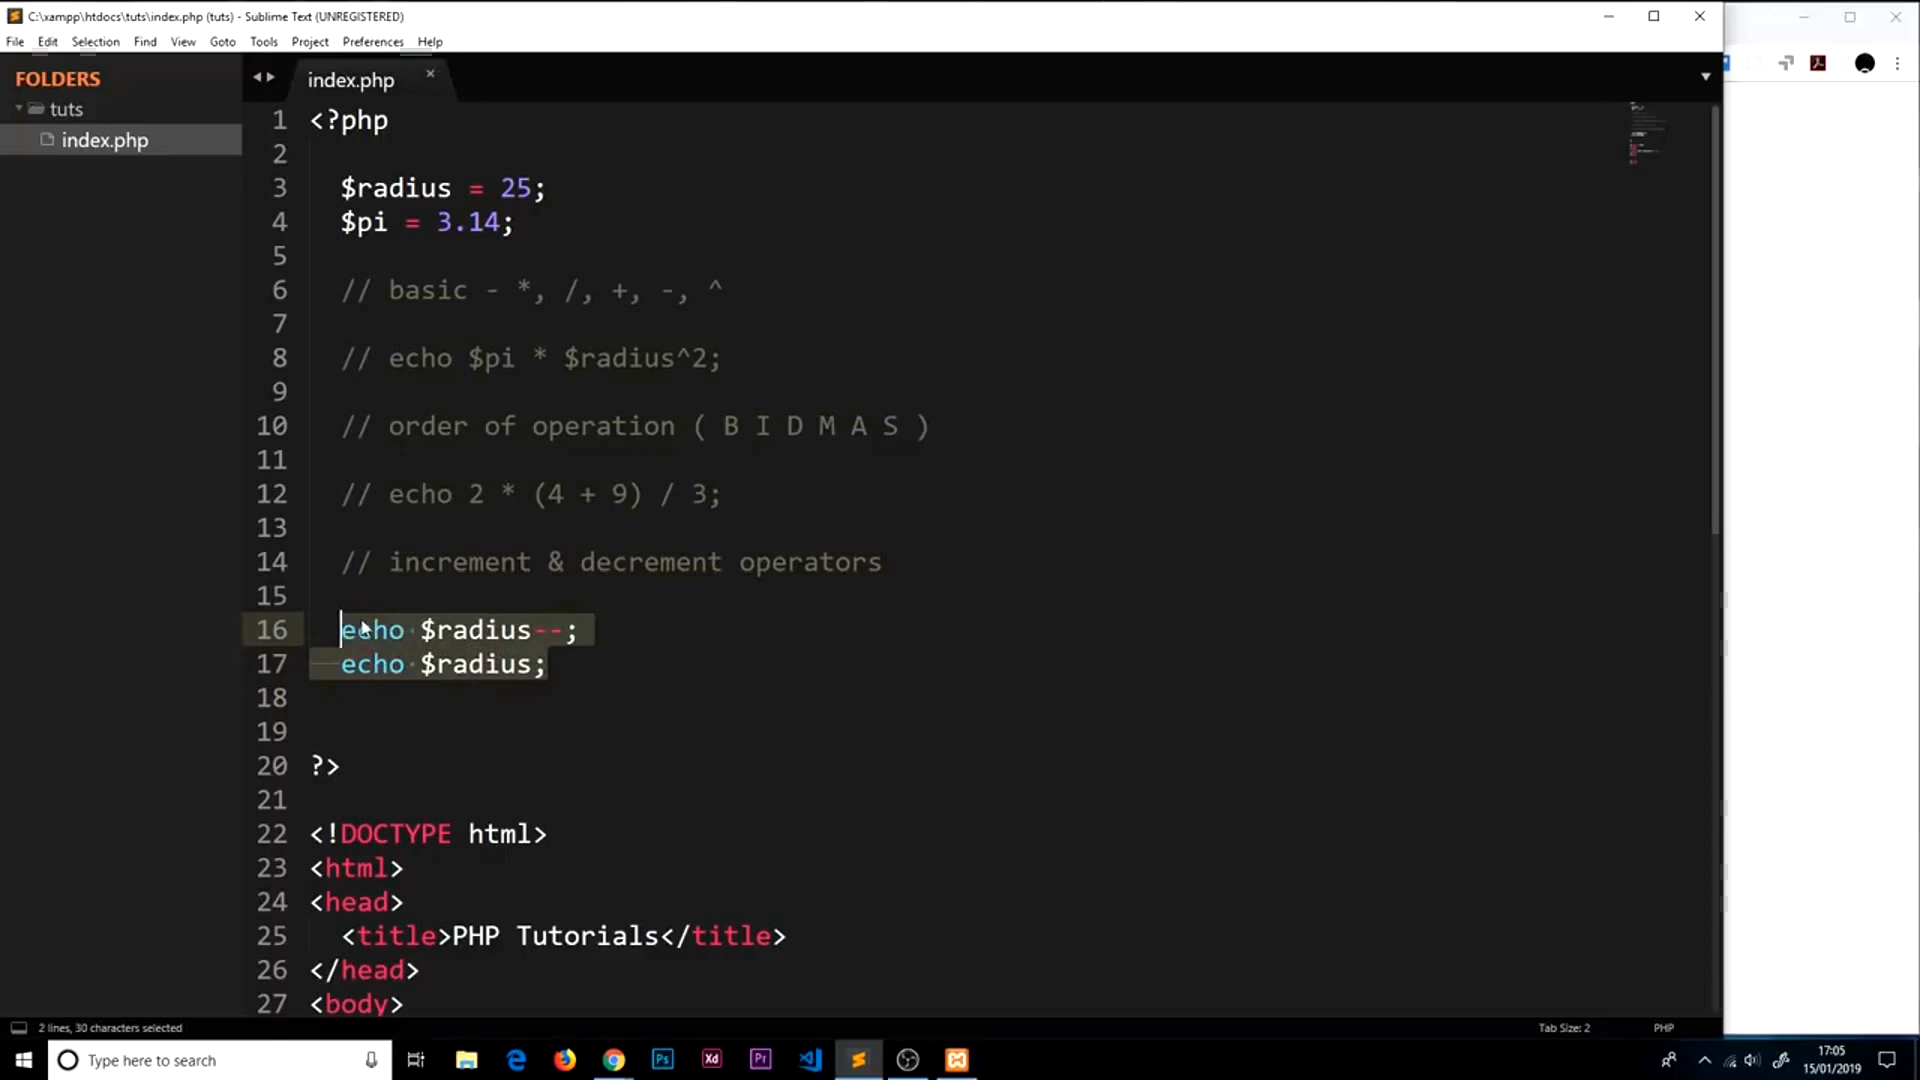 C:\xampp\htdocs\tuts\index.php (tuts) - Sublime Text (UNREGISTERED)
File Edit Selection Find View Goto Tools Project Preferences Help
FOLDERS
tuts
index.php
index.php
1 <?php
2
3 $radius = 25;
4 $pi = 3.14;
5
6 // basic - *, /, +, -, ^
7
8 // echo $pi * $radius^2;
9
10 // order of operation ( B I D M A S )
11
12 // echo 2 * (4 + 9) / 3;
13
14 // increment & decrement operators
15
16 echo $radius--;
17 echo $radius;
18
19
20 ?>
21
22 <!DOCTYPE html>
23 <html>
24 <head>
25 <title>PHP Tutorials</title>
26 </head>
27 <body>
2 lines, 30 characters selected
Tab Size: 2
PHP
Type here to search
Ps
Xd
Pr
17:05
15/01/2019